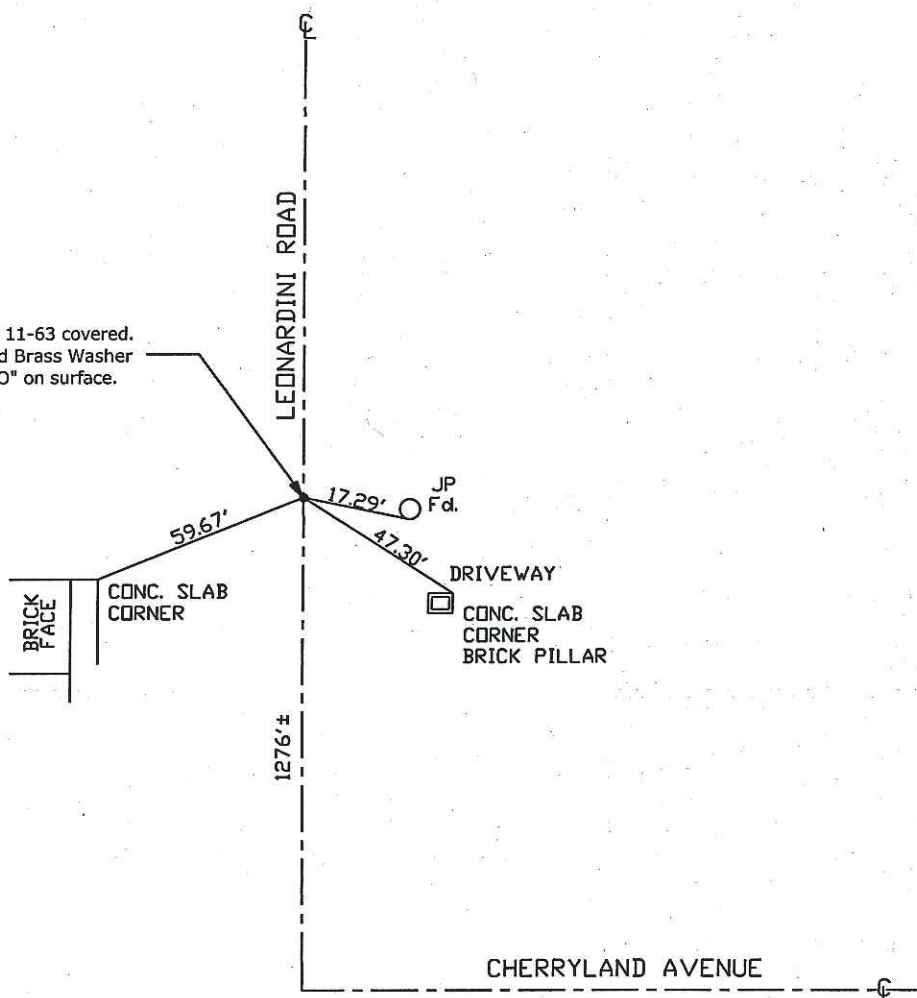 ℄
LEONARDINI ROAD
11-63 covered.
d Brass Washer
O" on surface.
JP
Fd.
17.29'
59.67'
47.30'
DRIVEWAY
CONC. SLAB
CORNER
BRICK
FACE
CONC. SLAB
CORNER
BRICK PILLAR
1276'±
CHERRYLAND AVENUE
℄